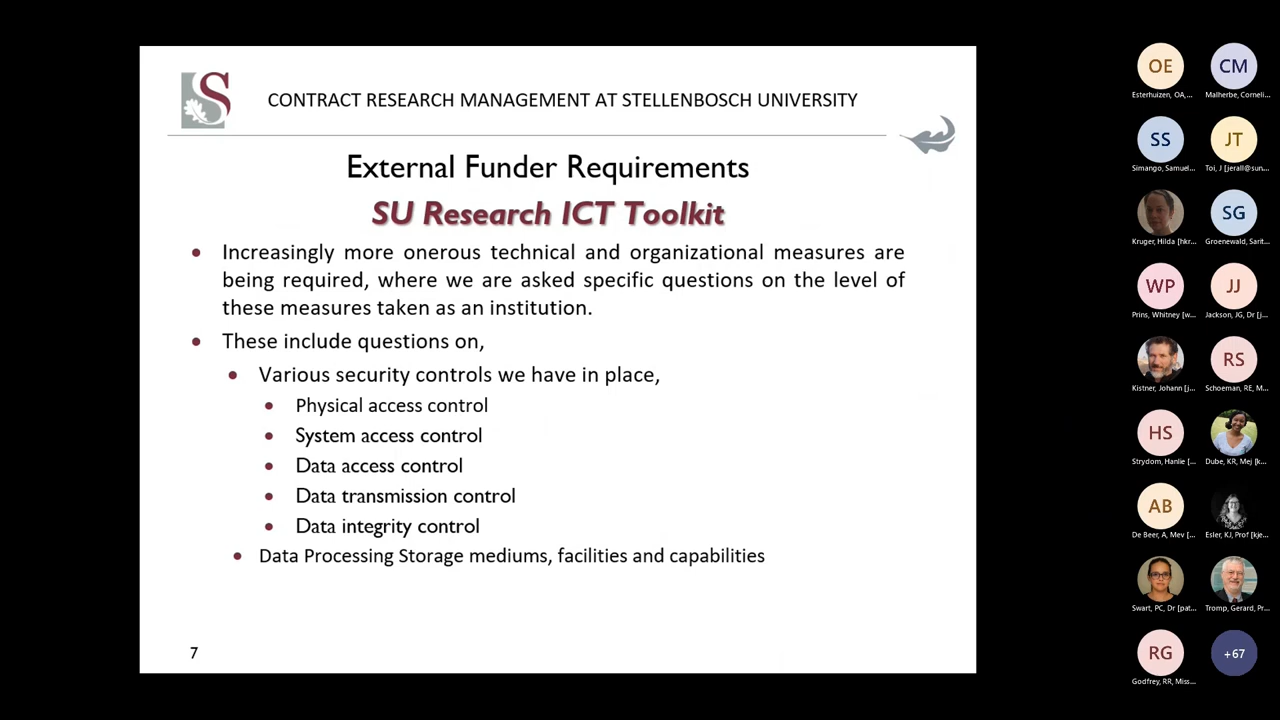 CONTRACT RESEARCH MANAGEMENT AT STELLENBOSCH UNIVERSITY
External Funder Requirements
SU Research ICT Toolkit
• Increasingly more onerous technical and organizational measures are
being required, where we are asked specific questions on the level of
these measures taken as an institution.
• These include questions on,
• Various security controls we have in place,
• Physical access control
• System access control
• Data access control
• Data transmission control
• Data integrity control
• Data Processing Storage mediums, facilities and capabilities
7
OE
CM
Esterhuizen, OA,...
Malherbe, Corneli...
SS
JT
Simango, Samuel...
Toi, J [jerall@sun...
SG
Kruger, Hilda [hkr...
Groenewald, Sarit...
WP
JJ
Prins, Whitney [w...
Jackson, JG, Dr [j...
RS
Kistner, Johann [j...
Schoeman, RE, M...
HS
Strydom, Hanlie [...
Dube, KR, Mej [k...
AB
De Beer, A, Mev [...
Esler, KJ, Prof [kje...
Swart, PC, Dr [pat...
Tromp, Gerard, Pr...
RG
+67
Godfrey, RR, Miss...